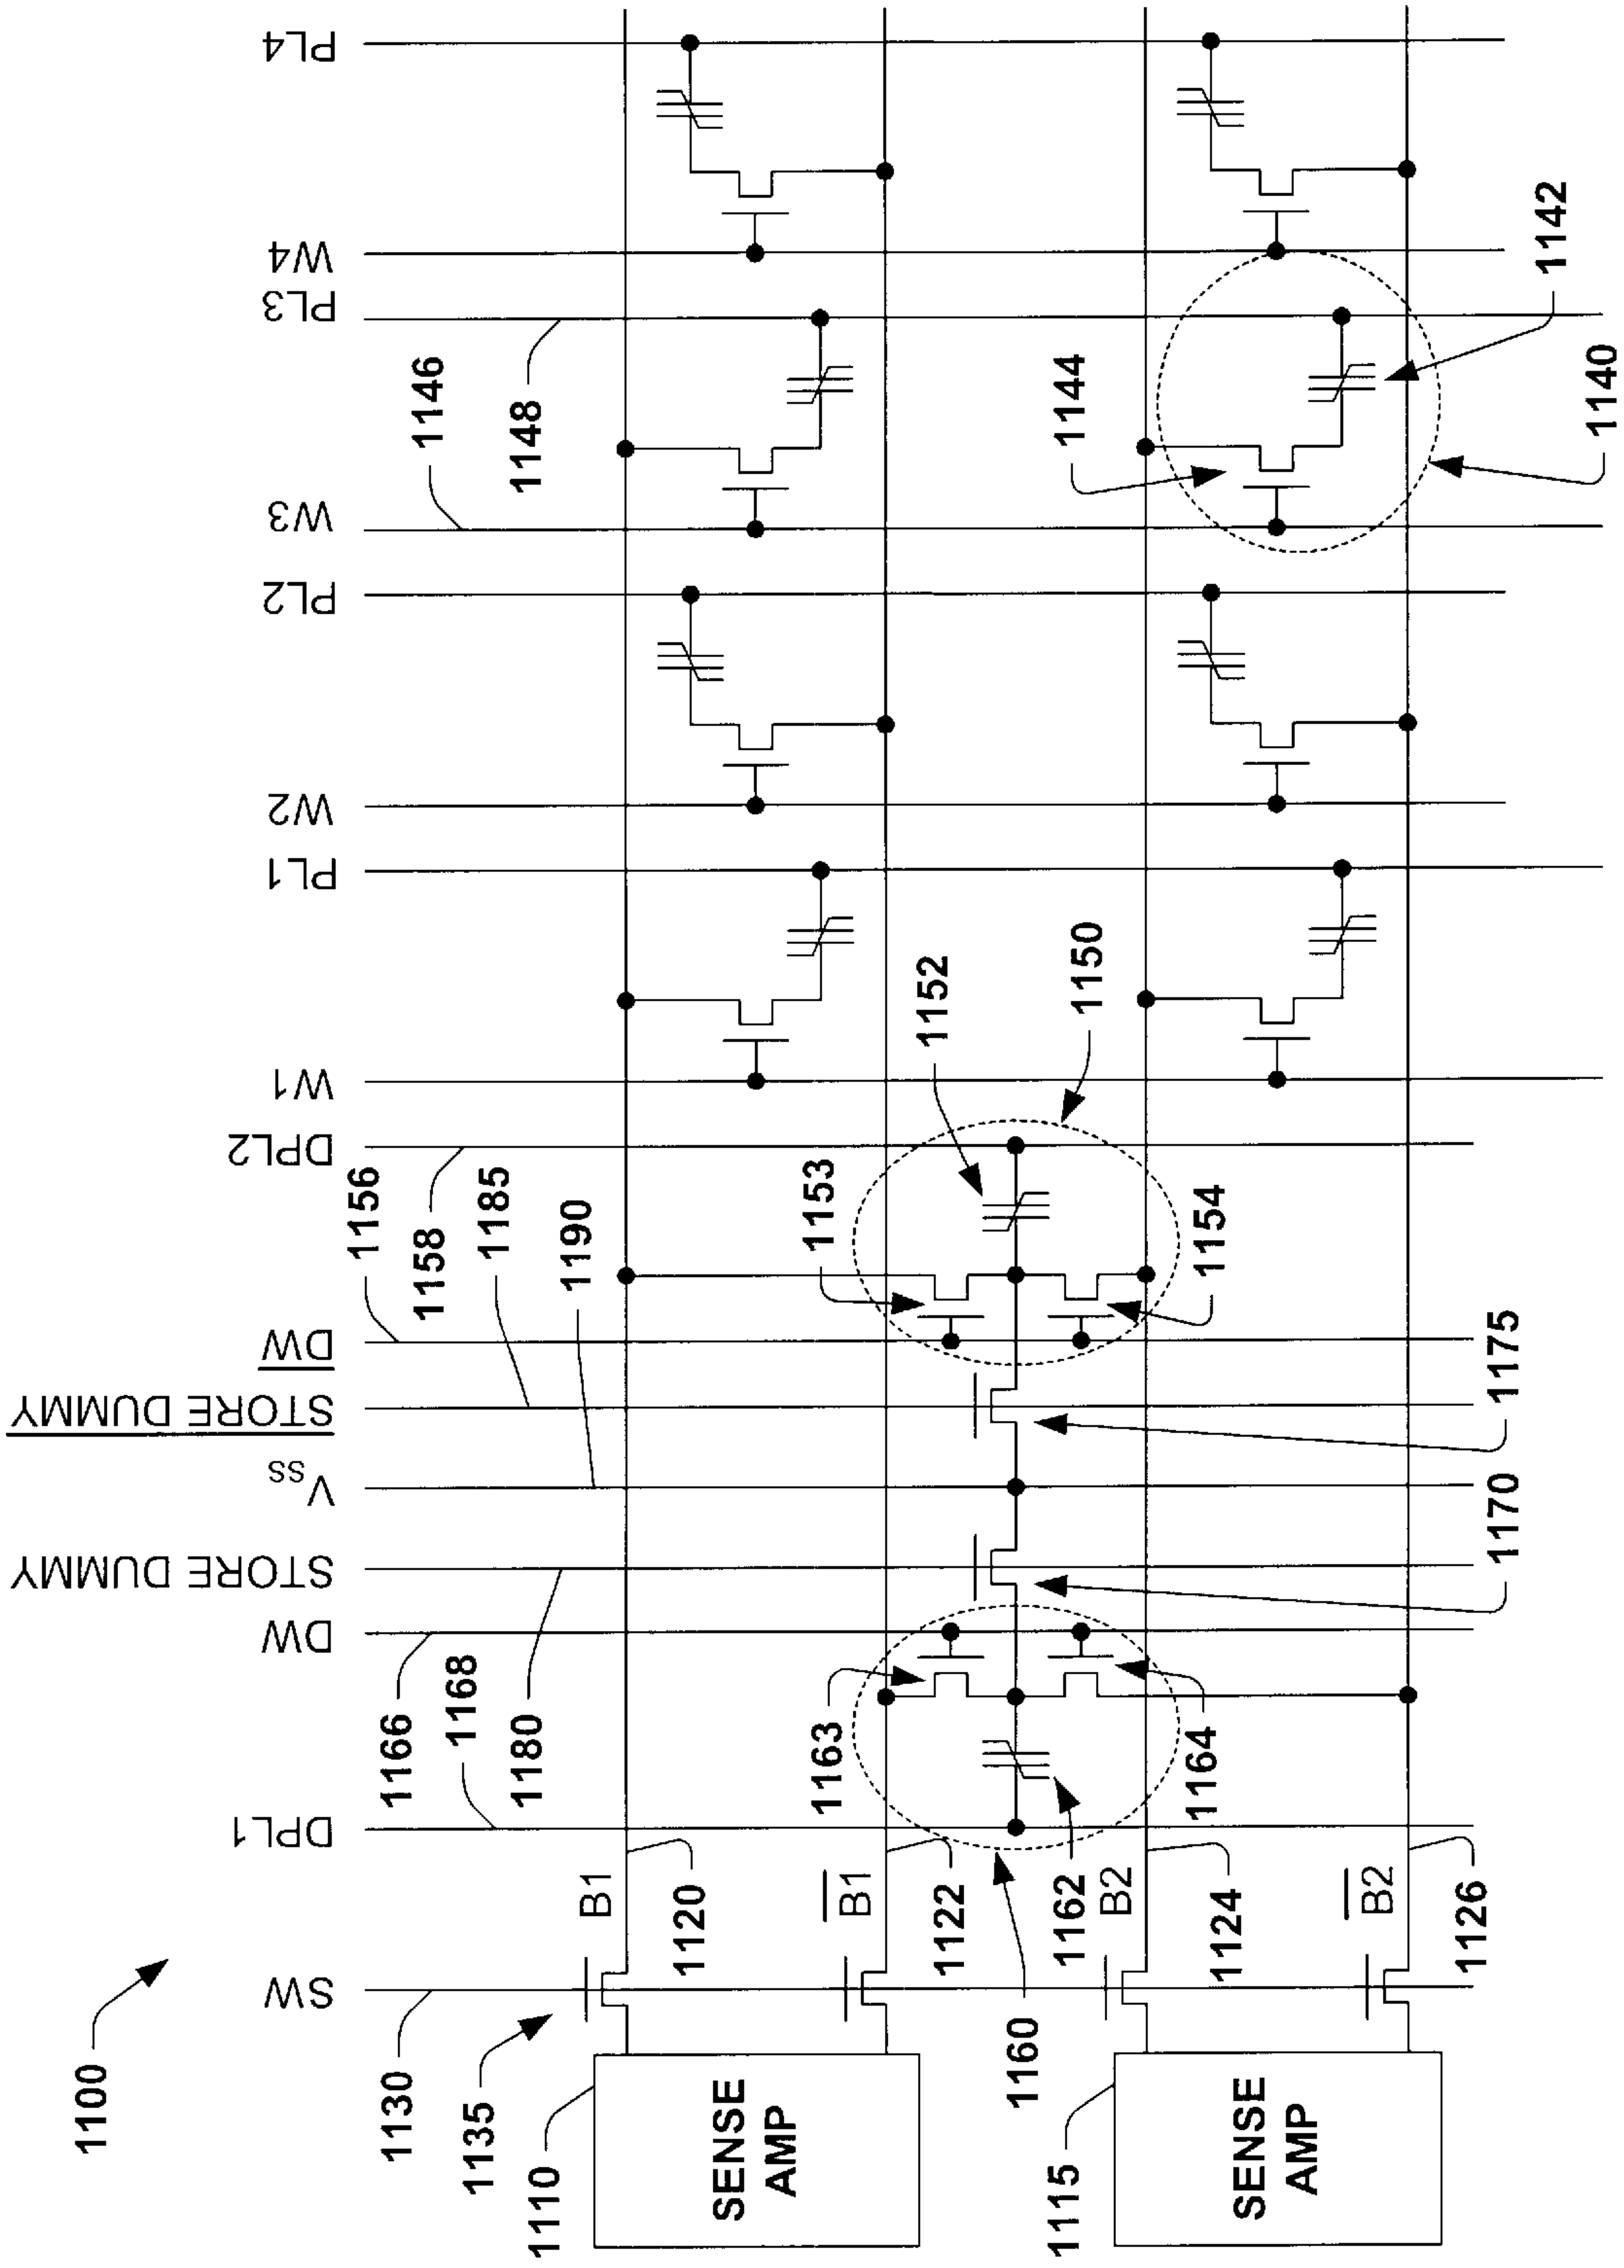 1100
SW
1130
1135
1110
SENSE
AMP
1115
SENSE
AMP
B1
1120
B1
1122
B2
1124
B2
1126
DPL1
1168
DW
1166
STORE DUMMY
1180
VSS
1190
STORE DUMMY
1185
DW
1156
DPL2
1158
1160
1162
1163
1164
1170
1175
1153
1154
1152
1150
W1
PL1
W2
PL2
W3
1146
PL3
1148
W4
PL4
1144
1142
1140